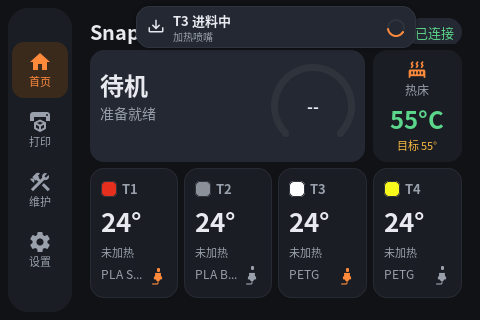 T3 进料中
加热喷嘴
Snap
已连接
首页
打印
维护
设置
待机
准备就绪
--
热床
55°C
目标 55°
T1
24°
未加热
PLA S...
T2
24°
未加热
PLA B...
T3
24°
未加热
PETG
T4
24°
未加热
PETG